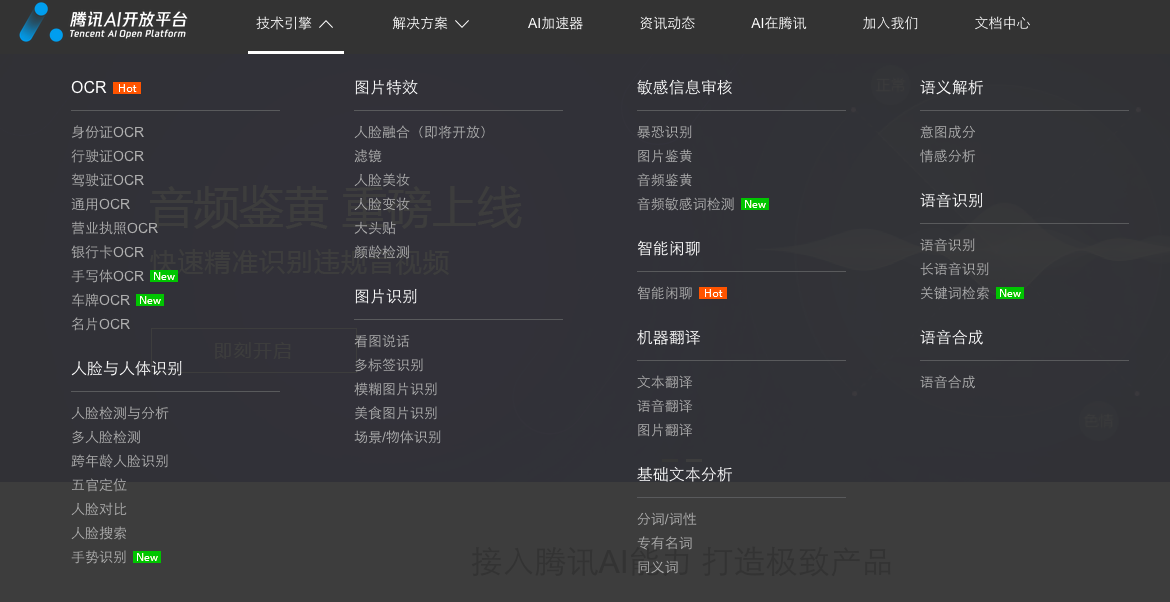 腾讯AI开放平台
Tencent AI Open Platform
技术引擎
解决方案
AI加速器
资讯动态
AI在腾讯
加入我们
文档中心
OCR Hot
身份证OCR
行驶证OCR
驾驶证OCR
通用OCR
营业执照OCR
银行卡OCR
手写体OCR New
车牌OCR New
名片OCR
人脸与人体识别
人脸检测与分析
多人脸检测
跨年龄人脸识别
五官定位
人脸对比
人脸搜索
手势识别 New
图片特效
人脸融合（即将开放）
滤镜
人脸美妆
人脸变妆
大头贴
颜龄检测
图片识别
看图说话
多标签识别
模糊图片识别
美食图片识别
场景/物体识别
敏感信息审核
暴恐识别
图片鉴黄
音频鉴黄
音频敏感词检测 New
智能闲聊
智能闲聊 Hot
机器翻译
文本翻译
语音翻译
图片翻译
基础文本分析
分词/词性
专有名词
同义词
语义解析
意图成分
情感分析
语音识别
语音识别
长语音识别
关键词检索 New
语音合成
语音合成
音频鉴黄 重磅上线
快速精准识别违规音视频
即刻开启
接入腾讯AI能力 打造极致产品